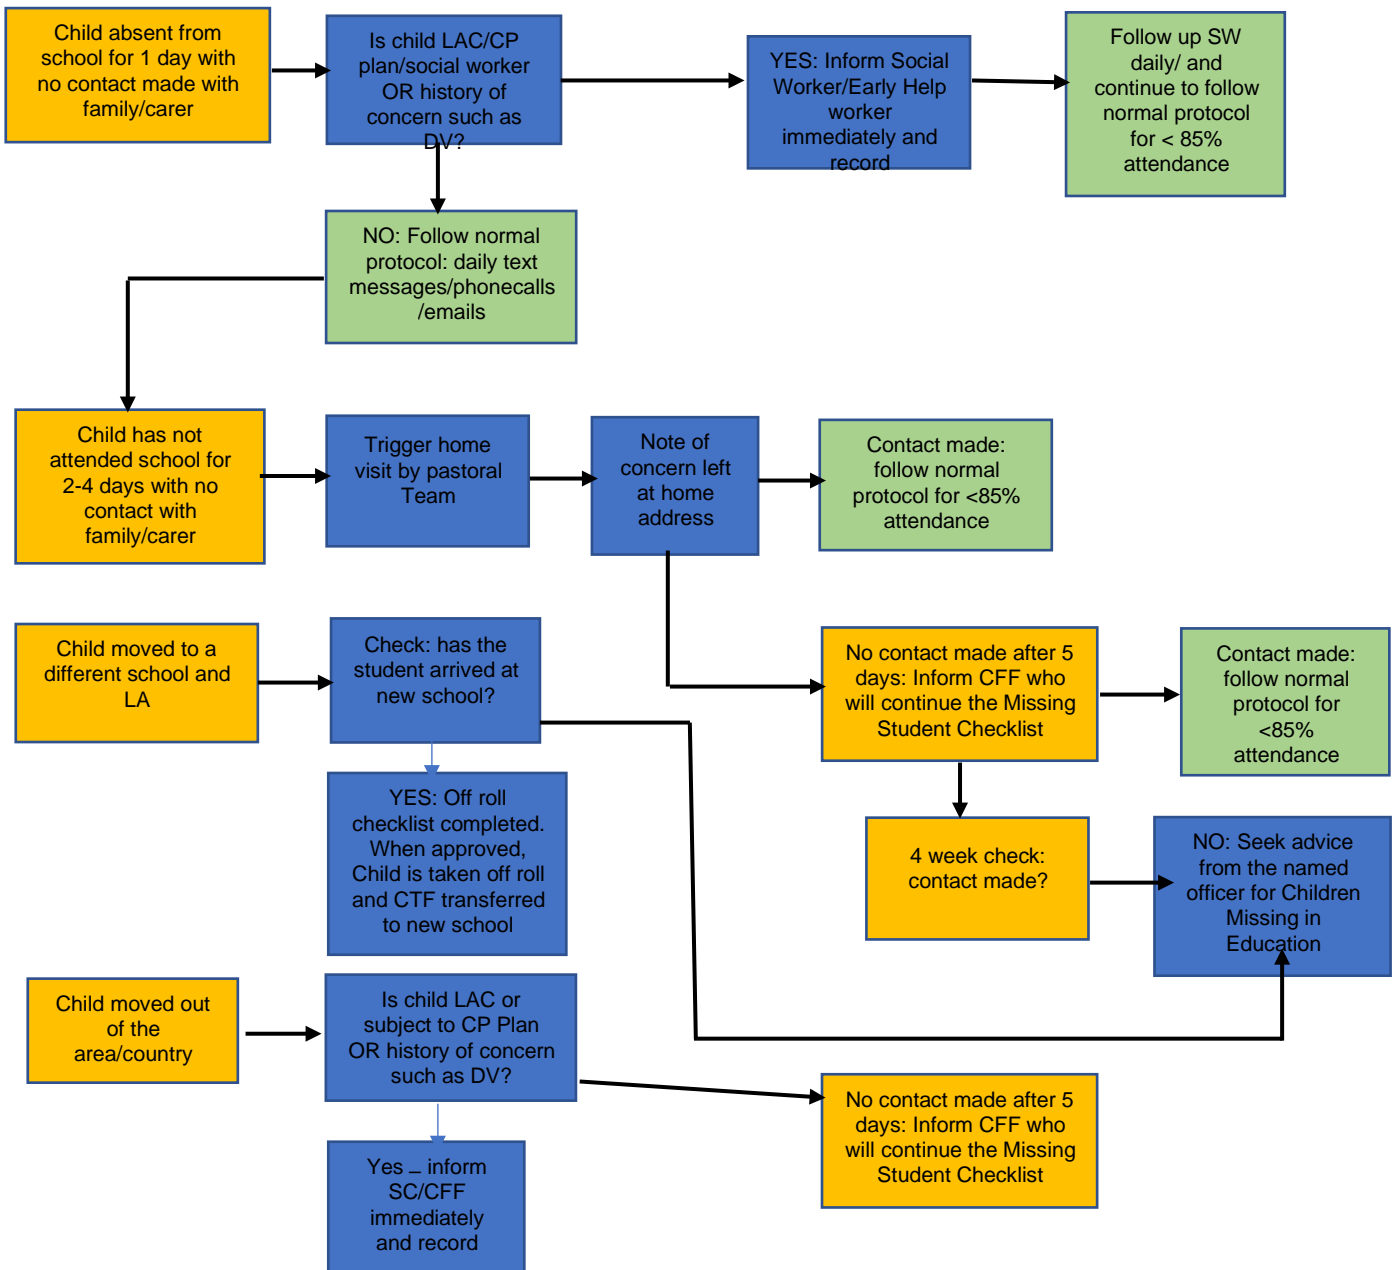 Child absent from
school for 1 day with
no contact made with
family/carer
Is child LAC/CP
plan/social worker
OR history of
concern such as
DV?
YES: Inform Social
Worker/Early Help
worker
immediately and
record
Follow up SW
daily/ and
continue to follow
normal protocol
for < 85%
attendance
NO: Follow normal
protocol: daily text
messages/phonecalls
/emails
Child has not
attended school for
2-4 days with no
contact with
family/carer
Trigger home
visit by pastoral
Team
Note of
concern left
at home
address
Contact made:
follow normal
protocol for <85%
attendance
Child moved to a
different school and
LA
Check: has the
student arrived at
new school?
No contact made after 5
days: Inform CFF who
will continue the Missing
Student Checklist
Contact made:
follow normal
protocol for
<85%
attendance
YES: Off roll
checklist completed.
When approved,
Child is taken off roll
and CTF transferred
to new school
4 week check:
contact made?
NO: Seek advice
from the named
officer for Children
Missing in
Education
Child moved out
of the
area/country
Is child LAC or
subject to CP Plan
OR history of concern
such as DV?
No contact made after 5
days: Inform CFF who
will continue the Missing
Student Checklist
Yes – inform
SC/CFF
immediately
and record